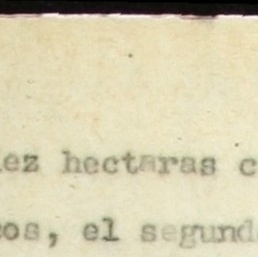 ez hectaras c
os, el segund